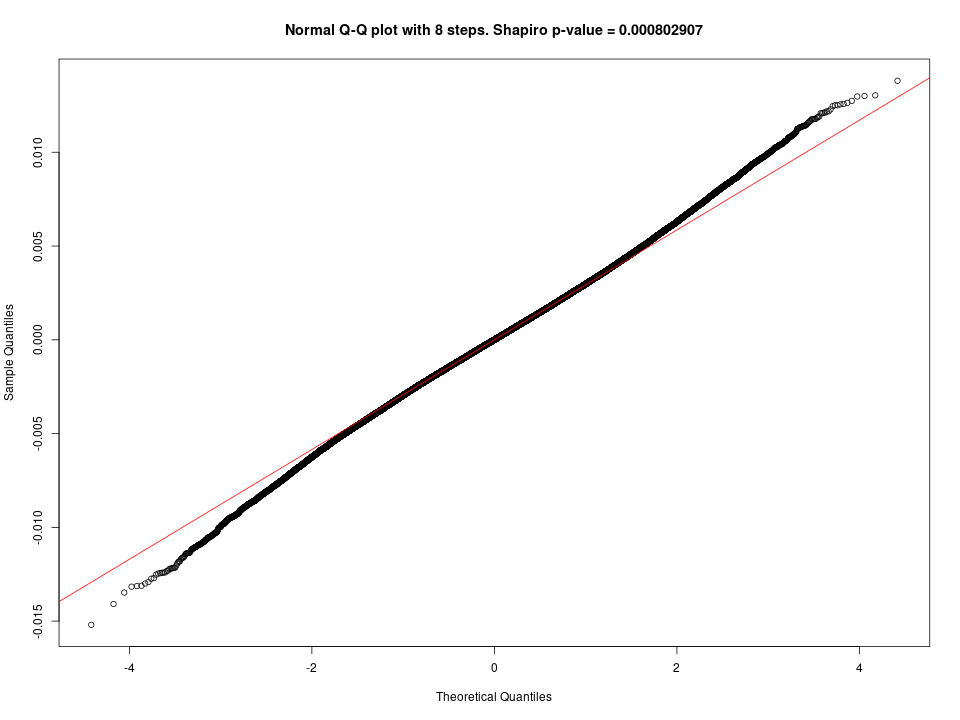 Normal Q-Q plot with 8 steps. Shapiro p-value = 0.000802907
Sample Quantiles
0.010
0.005
0.000
-0.005
-0.010
-0.015
-4 -2 0 2 4
Theoretical Quantiles